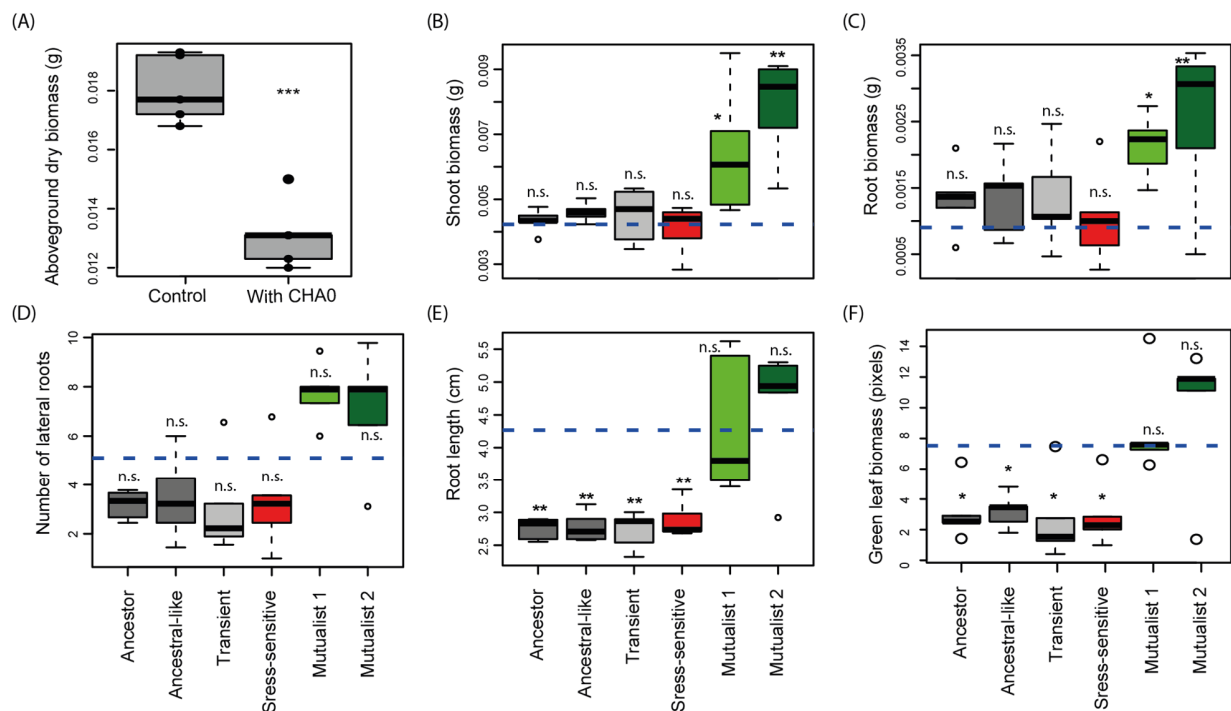 (A)
Aboveground dry biomass (g)
0.018
0.014
0.012
***
Control
With CHA0
(B)
Shoot biomass (g)
0.009
0.007
0.005
0.003
n.s.
n.s.
n.s.
n.s.
*
**
(C)
Root biomass (g)
0.0035
0.0025
0.0015
0.0005
n.s.
n.s.
n.s.
n.s.
*
**
(D)
Number of lateral roots
10
8
6
4
2
n.s.
n.s.
n.s.
n.s.
n.s.
n.s.
Ancestor
Ancestral-like
Transient
Sress-sensitive
Mutualist 1
Mutualist 2
(E)
Root length (cm)
5.5
5.0
4.5
4.0
3.5
3.0
2.5
**
**
**
**
n.s.
n.s.
Ancestor
Ancestral-like
Transient
Sress-sensitive
Mutualist 1
Mutualist 2
(F)
Green leaf biomass (pixels)
14
12
10
8
6
4
2
0
*
*
*
*
n.s.
n.s.
Ancestor
Ancestral-like
Transient
Sress-sensitive
Mutualist 1
Mutualist 2